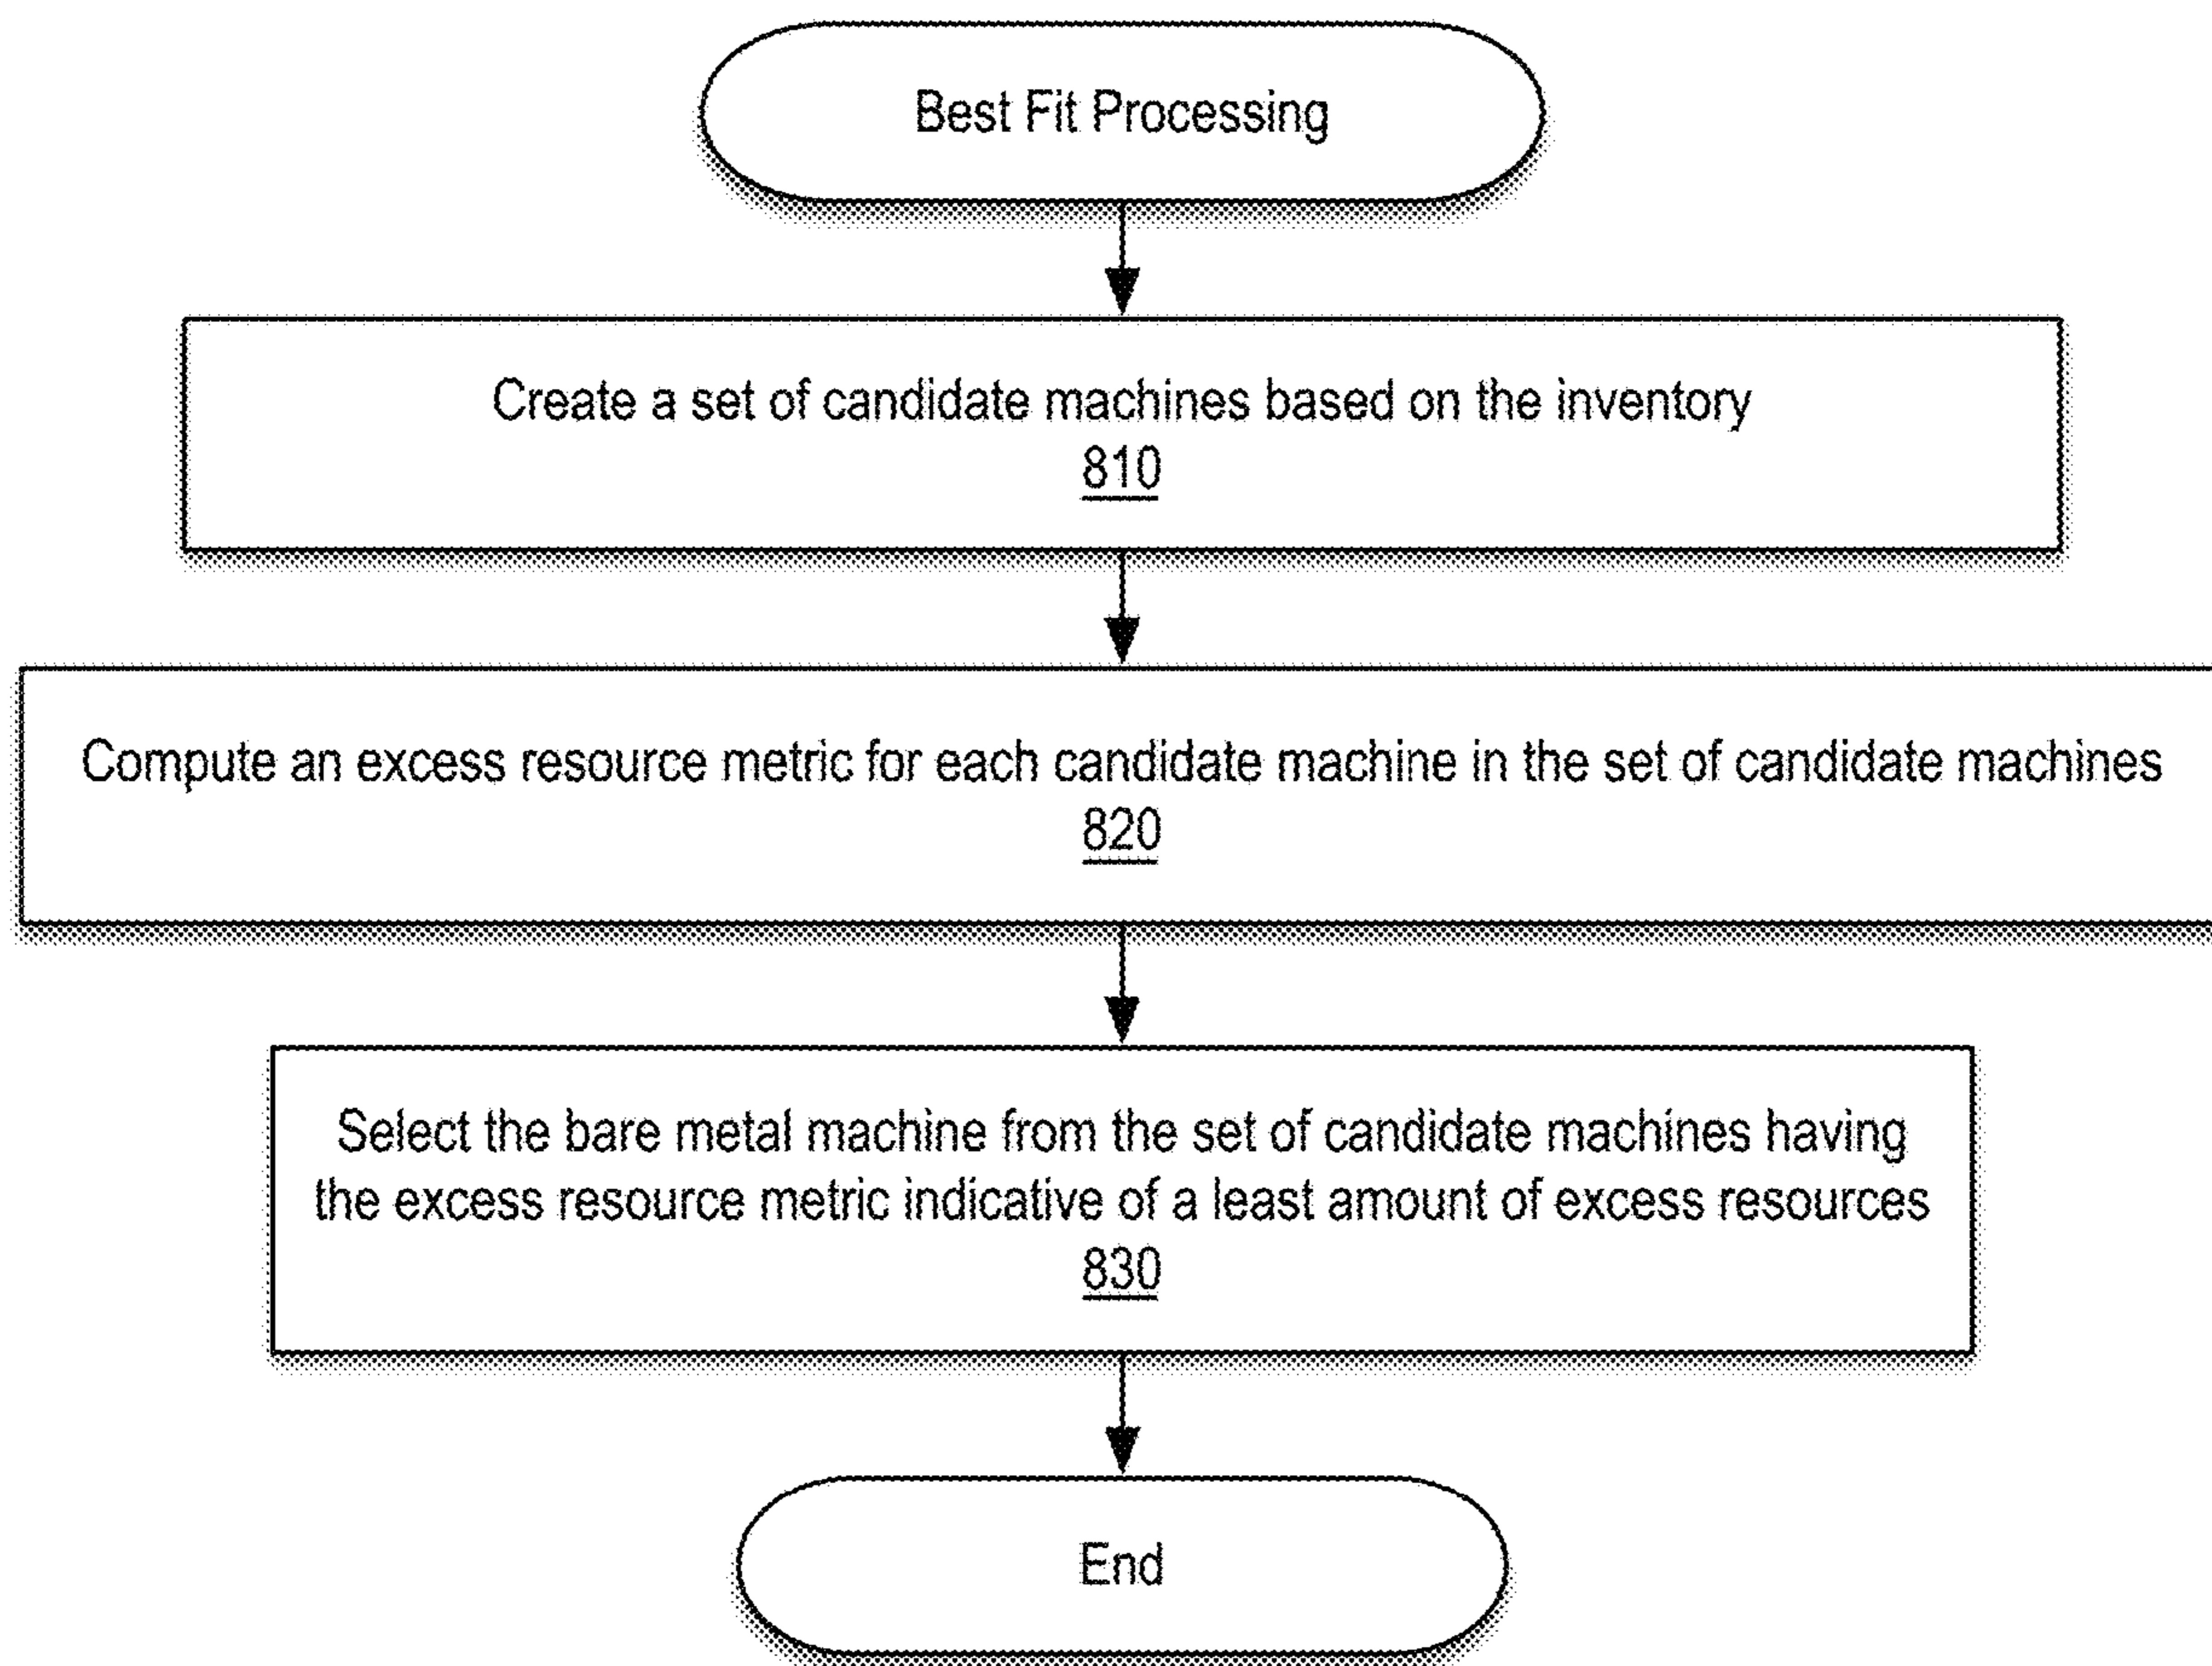 Best Fit Processing
Create a set of candidate machines based on the inventory
810
Compute an excess resource metric for each candidate machine in the set of candidate machines
820
Select the bare metal machine from the set of candidate machines having
the excess resource metric indicative of a least amount of excess resources
830
End